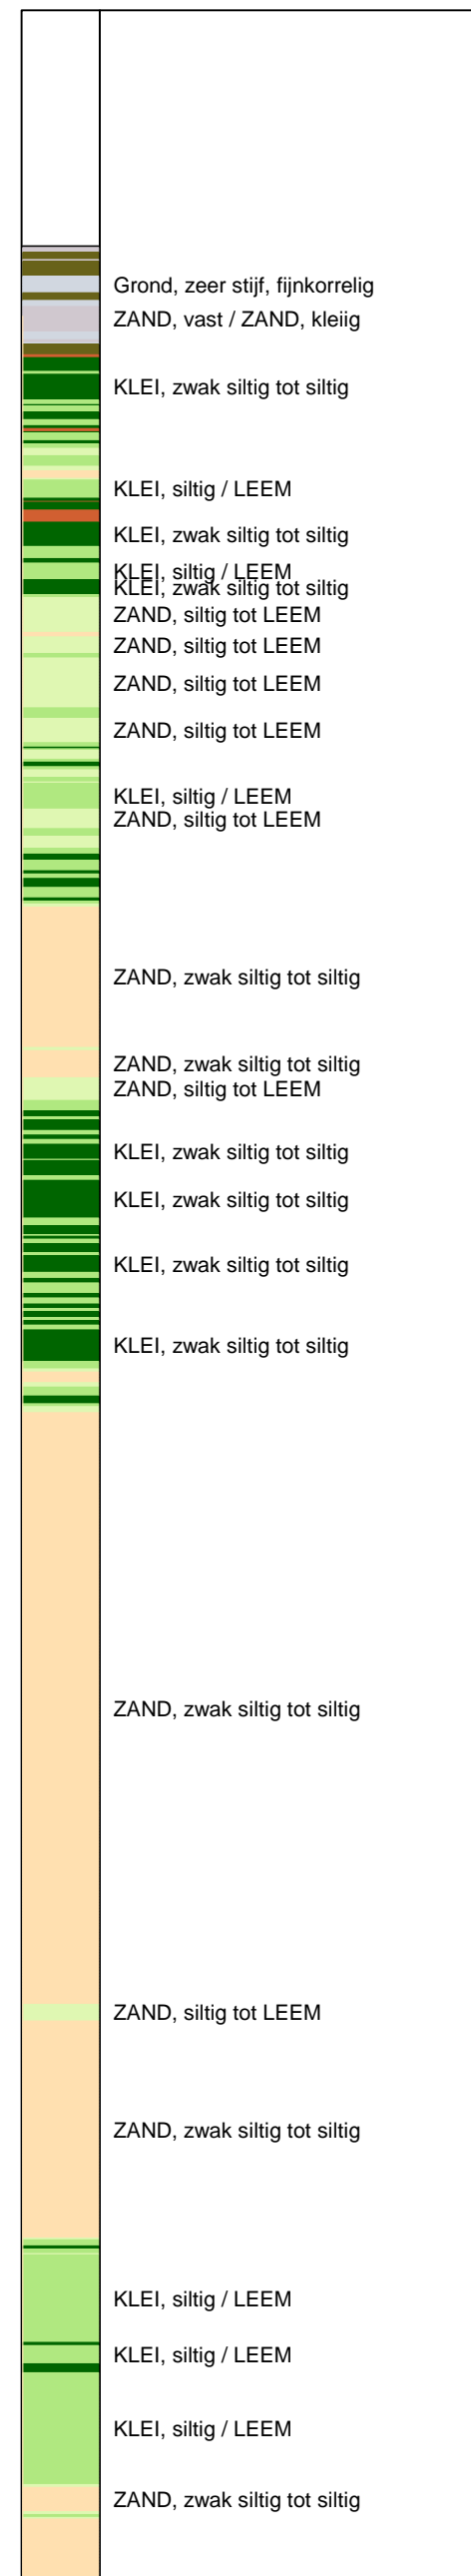 Grond, zeer stijf, fijnkorrelig
ZAND, vast / ZAND, kleiig
KLEI, zwak siltig tot siltig
KLEI, siltig / LEEM
KLEI, zwak siltig tot siltig
KLEI, siltig / LEEM
KLEI, zwak siltig tot siltig
ZAND, siltig tot LEEM
ZAND, siltig tot LEEM
ZAND, siltig tot LEEM
ZAND, siltig tot LEEM
KLEI, siltig / LEEM
ZAND, siltig tot LEEM
ZAND, zwak siltig tot siltig
ZAND, zwak siltig tot siltig
ZAND, siltig tot LEEM
KLEI, zwak siltig tot siltig
KLEI, zwak siltig tot siltig
KLEI, zwak siltig tot siltig
KLEI, zwak siltig tot siltig
ZAND, zwak siltig tot siltig
ZAND, siltig tot LEEM
ZAND, zwak siltig tot siltig
KLEI, siltig / LEEM
KLEI, siltig / LEEM
KLEI, siltig / LEEM
ZAND, zwak siltig tot siltig